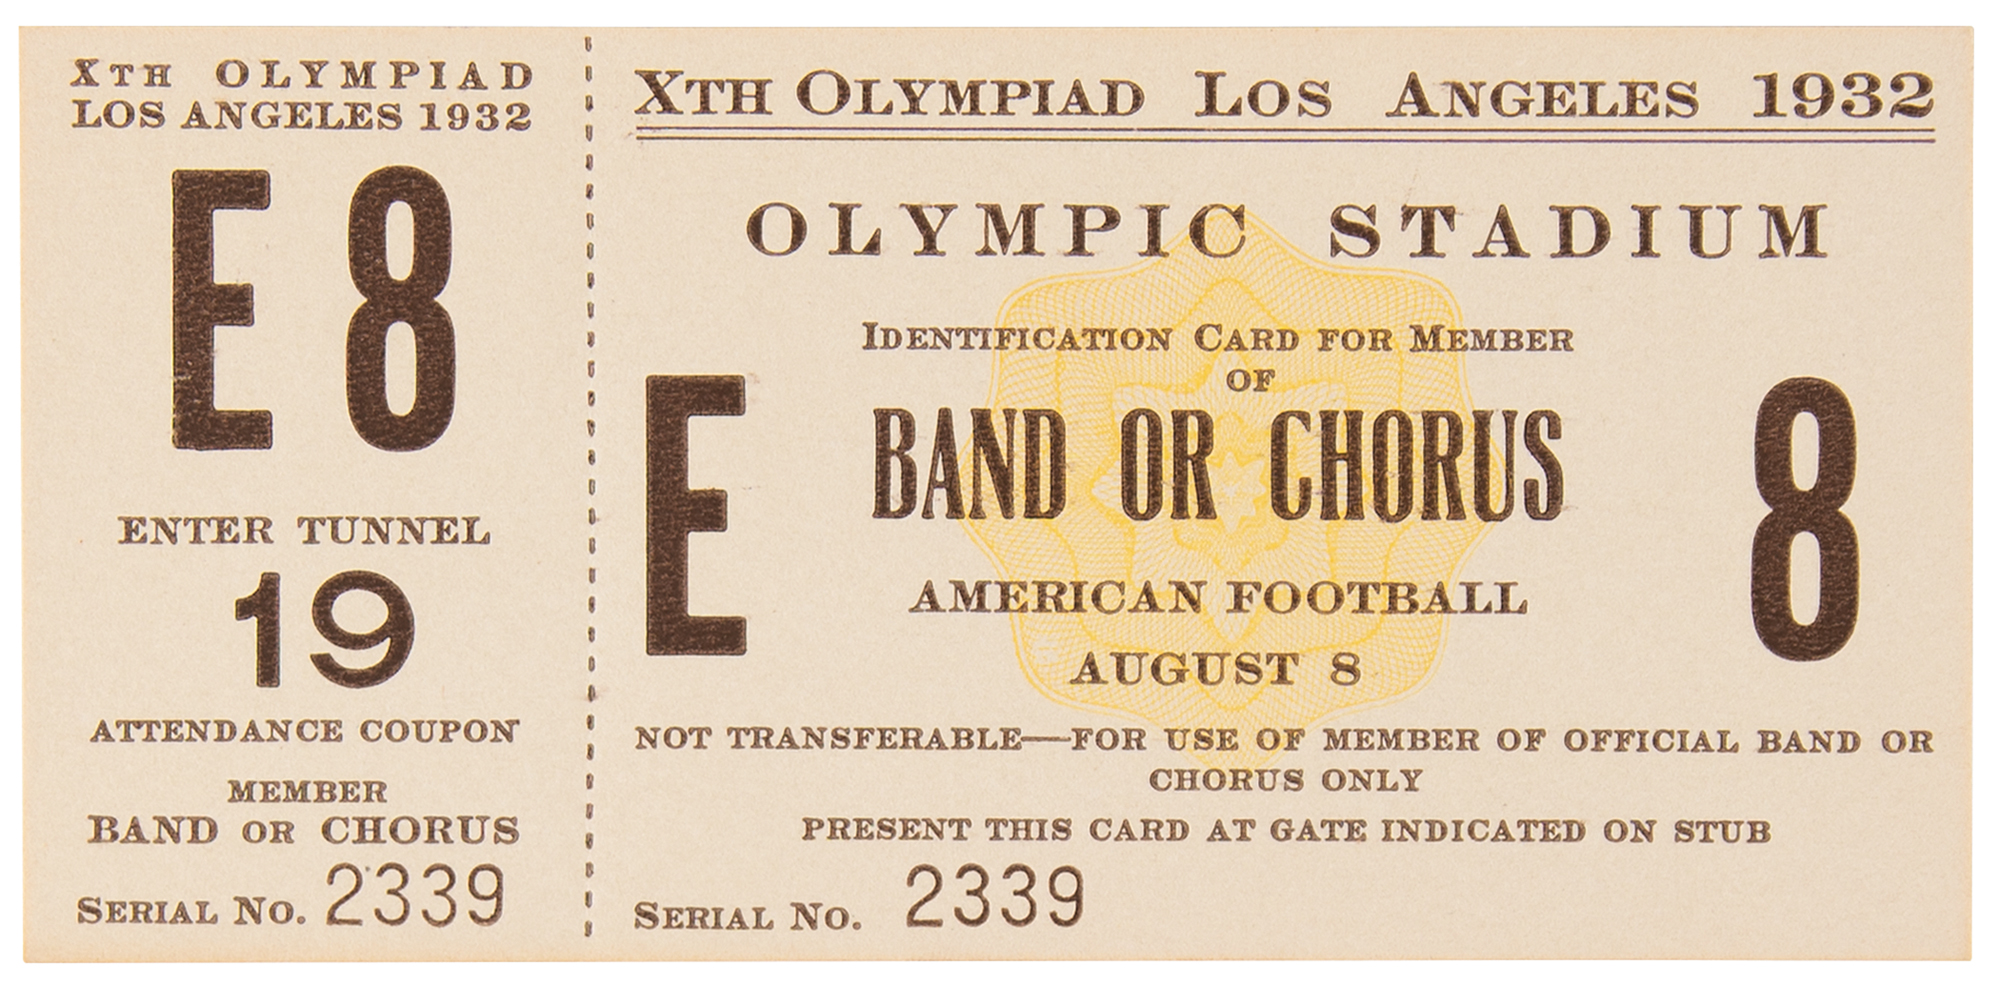 XTH OLYMPIAD
LOS ANGELES 1932
E 8
ENTER TUNNEL
19
ATTENDANCE COUPON
MEMBER
BAND OR CHORUS
SERIAL NO. 2339
XTH OLYMPIAD LOS ANGELES 1932
OLYMPIC STADIUM
IDENTIFICATION CARD FOR MEMBER
OF
BAND OR CHORUS
E 8
AMERICAN FOOTBALL
AUGUST 8
NOT TRANSFERABLE—FOR USE OF MEMBER OF OFFICIAL BAND OR
CHORUS ONLY
PRESENT THIS CARD AT GATE INDICATED ON STUB
SERIAL NO. 2339